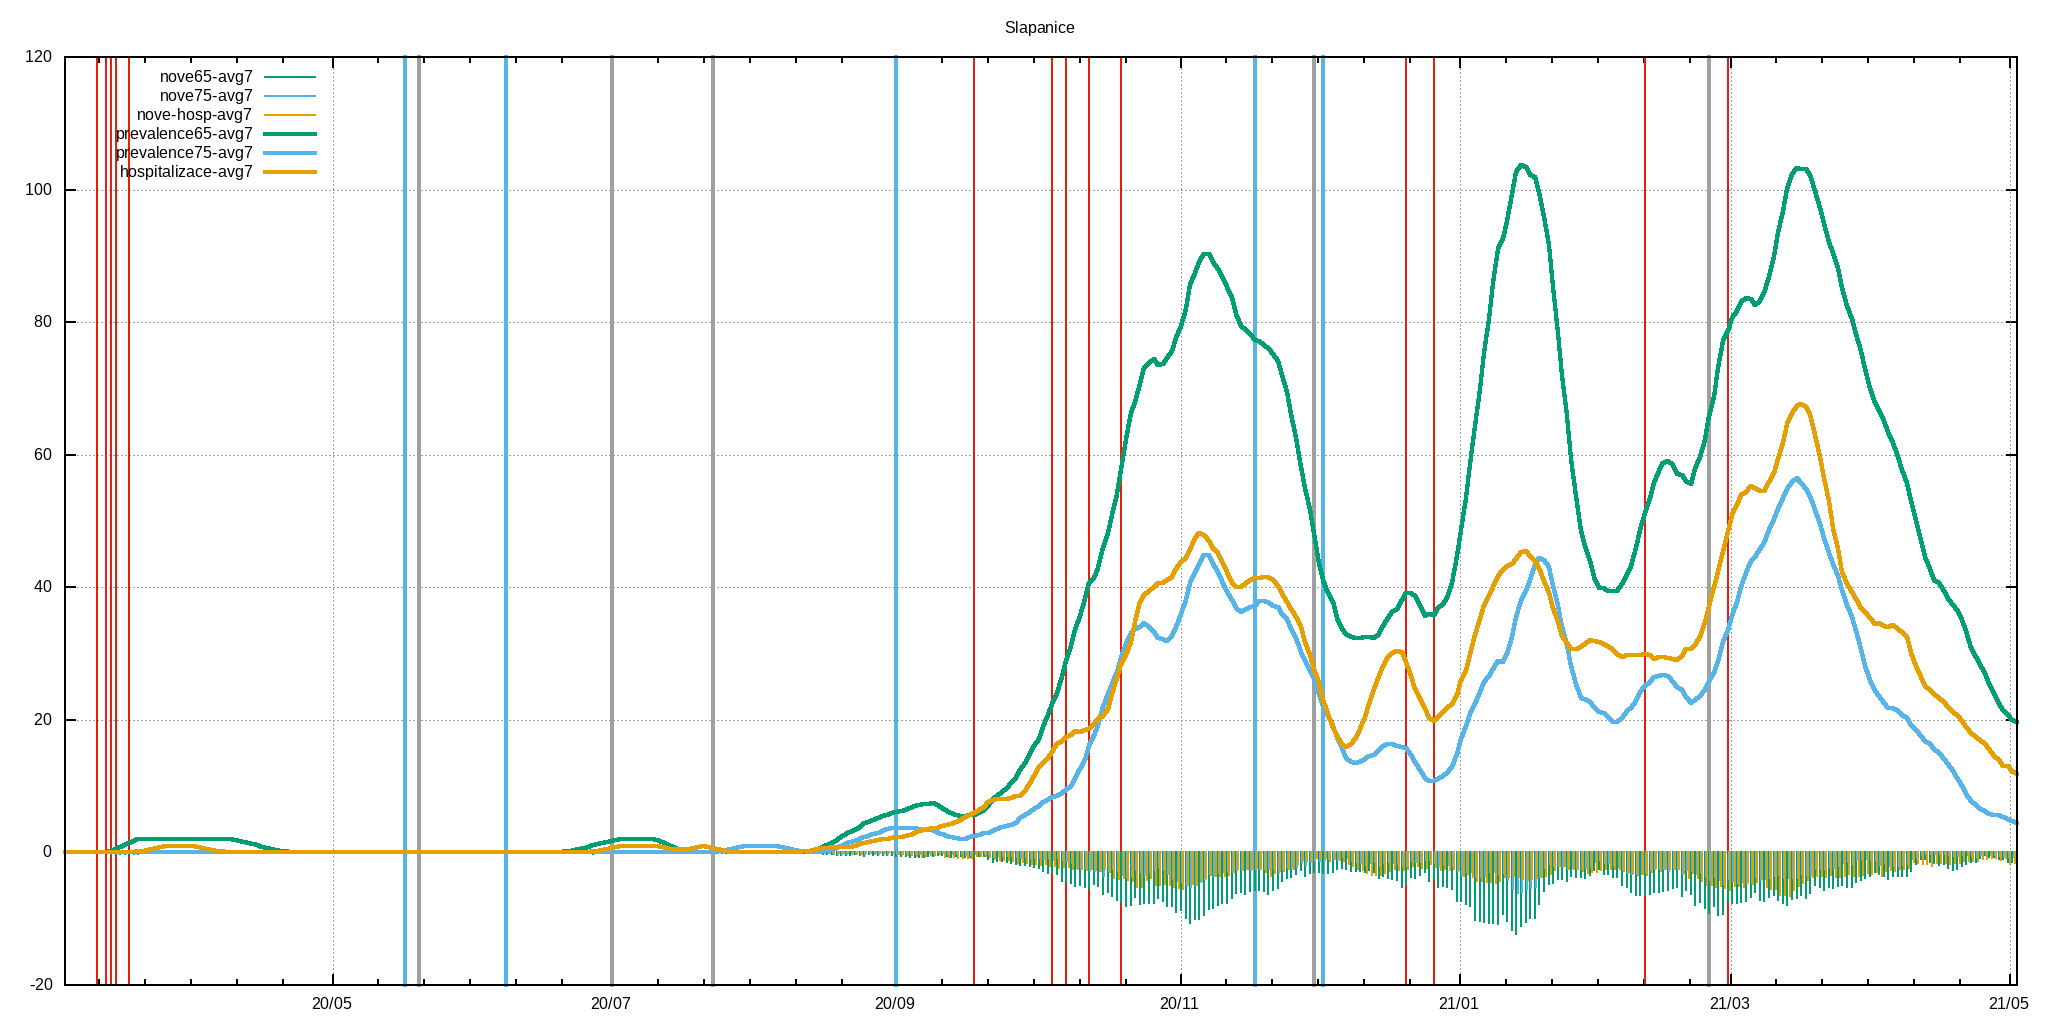 Slapanice
120
100
80
60
40
20
0
-20
nove65-avg7
nove75-avg7
nove-hosp-avg7
prevalence65-avg7
prevalence75-avg7
hospitalizace-avg7
20/05 20/07 20/09 20/11 21/01 21/03 21/05